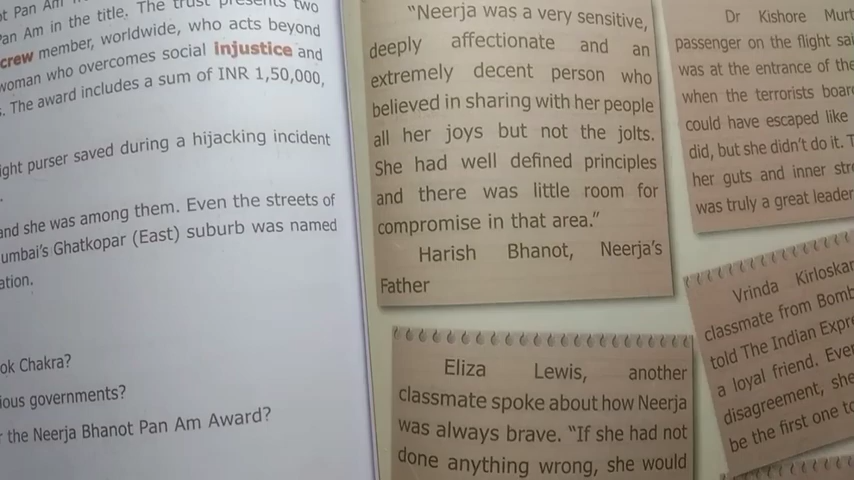 Pan Am in the title. The trust presents two
crew member, worldwide, who acts beyond
woman who overcomes social injustice and
. The award includes a sum of INR 1,50,000,
ight purser saved during a hijacking incident
and she was among them. Even the streets of
umbai's Ghatkopar (East) suburb was named
ation.
ok Chakra?
ious governments?
r the Neerja Bhanot Pan Am Award?
"Neerja was a very sensitive,
deeply affectionate and an
extremely decent person who
believed in sharing with her people
all her joys but not the jolts.
She had well defined principles
and there was little room for
compromise in that area."
Harish Bhanot, Neerja's
Father
Eliza Lewis, another
classmate spoke about how Neerja
was always brave. "If she had not
done anything wrong, she would
Dr Kishore Murt
passenger on the flight sai
was at the entrance of the
when the terrorists boar
could have escaped like
did, but she didn't do it. T
her guts and inner stre
was truly a great leader
Vrinda Kirloskar
classmate from Bomb
told The Indian Expre
a loyal friend. Even
disagreement, she
be the first one to